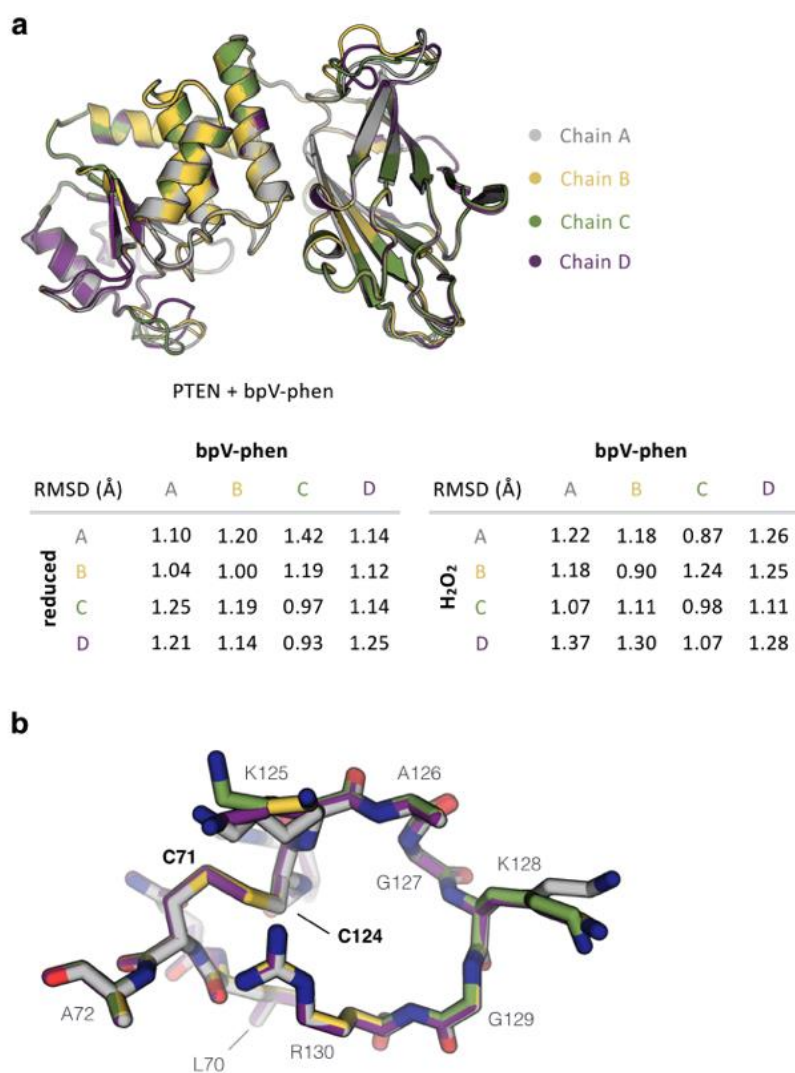 a
Chain A
Chain B
Chain C
Chain D
PTEN + bpV-phen
bpV-phen
RMSD (Å) A B C D
reduced
A 1.10 1.20 1.42 1.14
B 1.04 1.00 1.19 1.12
C 1.25 1.19 0.97 1.14
D 1.21 1.14 0.93 1.25
bpV-phen
RMSD (Å) A B C D
H₂O₂
A 1.22 1.18 0.87 1.26
B 1.18 0.90 1.24 1.25
C 1.07 1.11 0.98 1.11
D 1.37 1.30 1.07 1.28
b
K125
A126
C71
K128
G127
C124
A72
G129
R130
L70